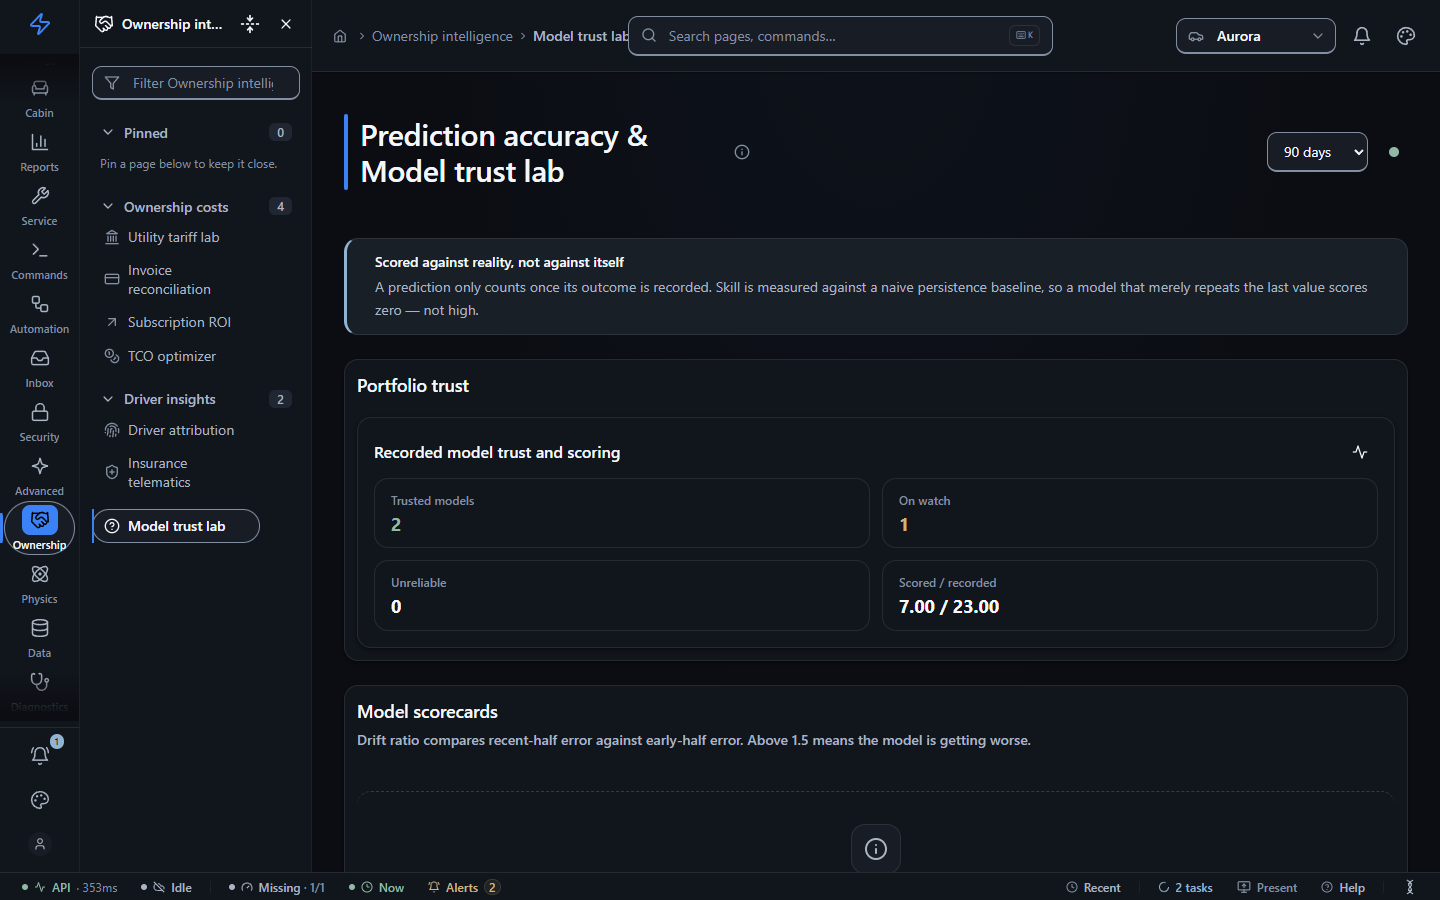 Ownership int...
Ownership intelligence
Model trust lab
Search pages, commands...
K
Aurora
Cabin
Reports
Service
Commands
Automation
Inbox
Security
Advanced
Ownership
Physics
Data
Diagnostics
1
Filter Ownership intellig
Pinned
0
Pin a page below to keep it close.
Ownership costs
4
Utility tariff lab
Invoice
reconciliation
Subscription ROI
TCO optimizer
Driver insights
2
Driver attribution
Insurance
telematics
Model trust lab
Prediction accuracy &
Model trust lab
90 days
Scored against reality, not against itself
A prediction only counts once its outcome is recorded. Skill is measured against a naive persistence baseline, so a model that merely repeats the last value scores
zero — not high.
Portfolio trust
Recorded model trust and scoring
Trusted models
2
On watch
1
Unreliable
0
Scored / recorded
7.00 / 23.00
Model scorecards
Drift ratio compares recent-half error against early-half error. Above 1.5 means the model is getting worse.
API · 353ms
Idle
Missing · 1/1
Now
Alerts 2
Recent
2 tasks
Present
Help